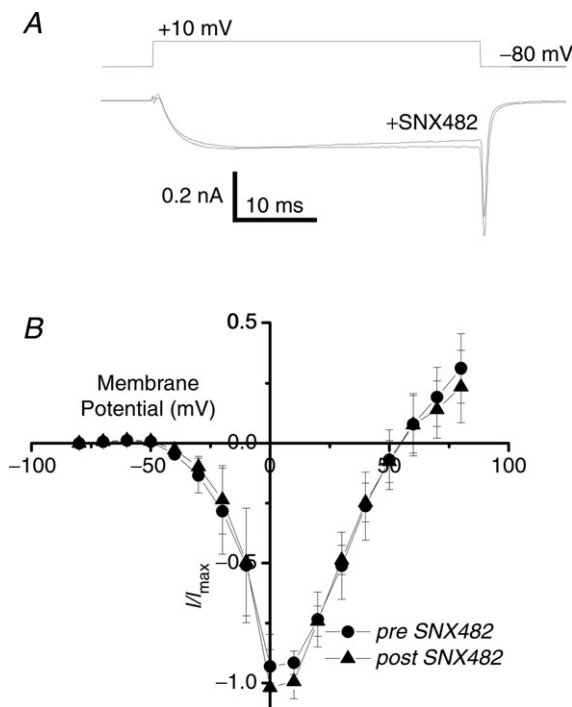 A
+10 mV
−80 mV
+SNX482
0.2 nA
10 ms
B
0.5
Membrane
Potential (mV)
−100
−50
0.0
0
50
100
−0.5
I/Imax
pre SNX482
post SNX482
−1.0